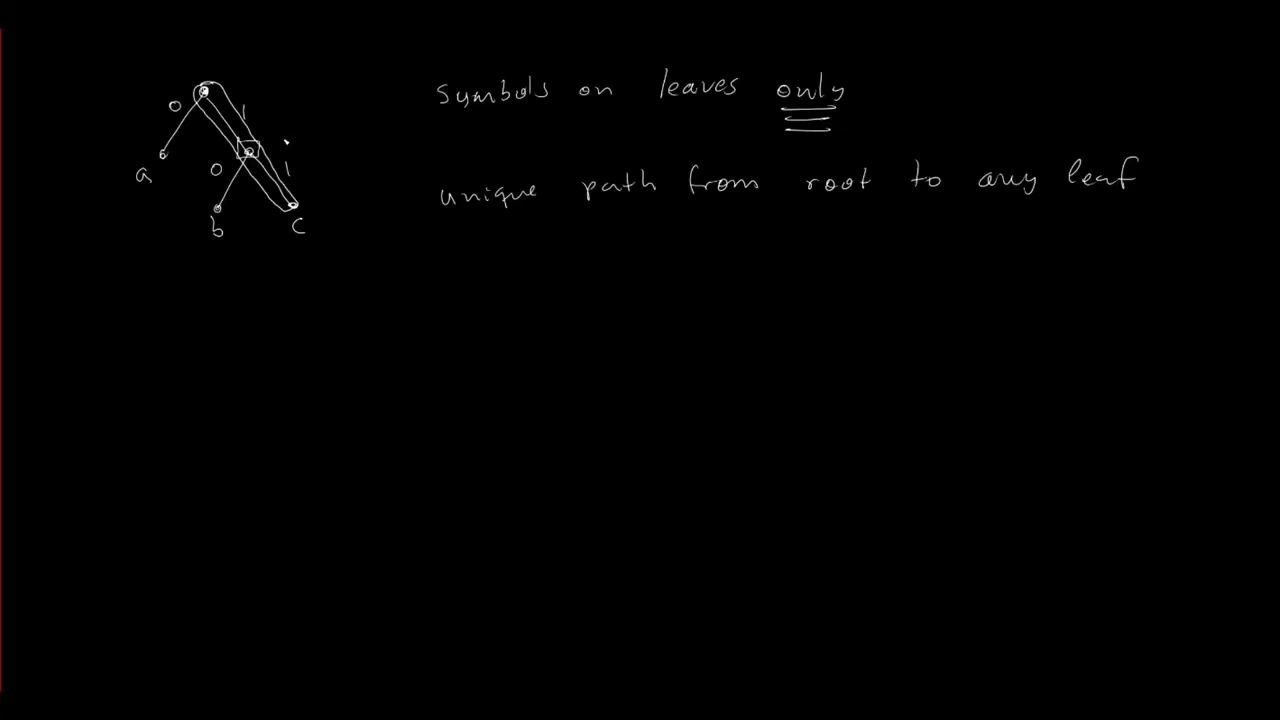 symbols on leaves only
0 1
a 0 1
b c
unique path from root to any leaf